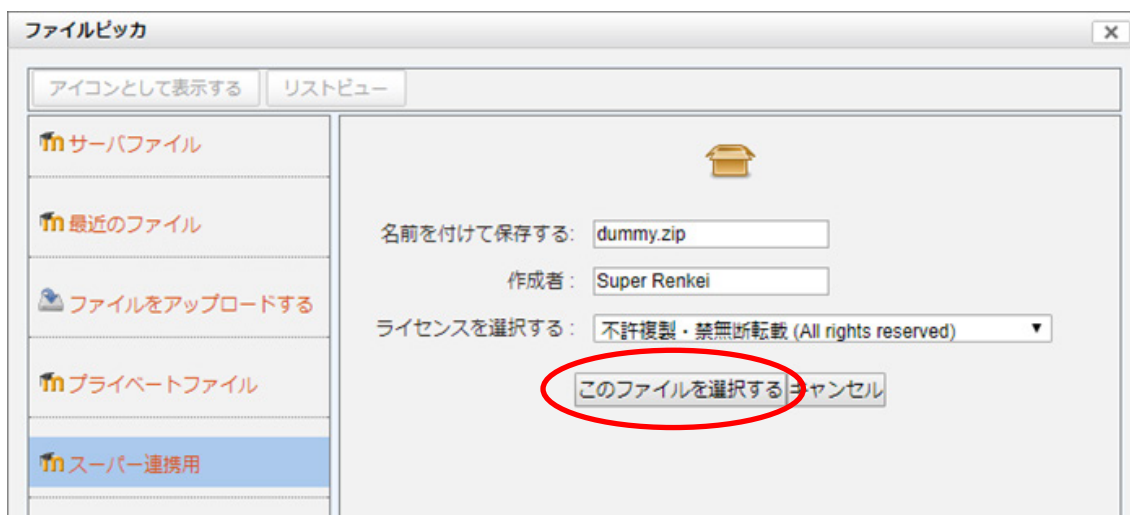 ファイルピッカ
アイコンとして表示する リストビュー
サーバファイル
最近のファイル
ファイルをアップロードする
プライベートファイル
スーパー連携用
名前を付けて保存する: dummy.zip
作成者: Super Renkei
ライセンスを選択する: 不許複製・禁無断転載 (All rights reserved)
このファイルを選択する キャンセル